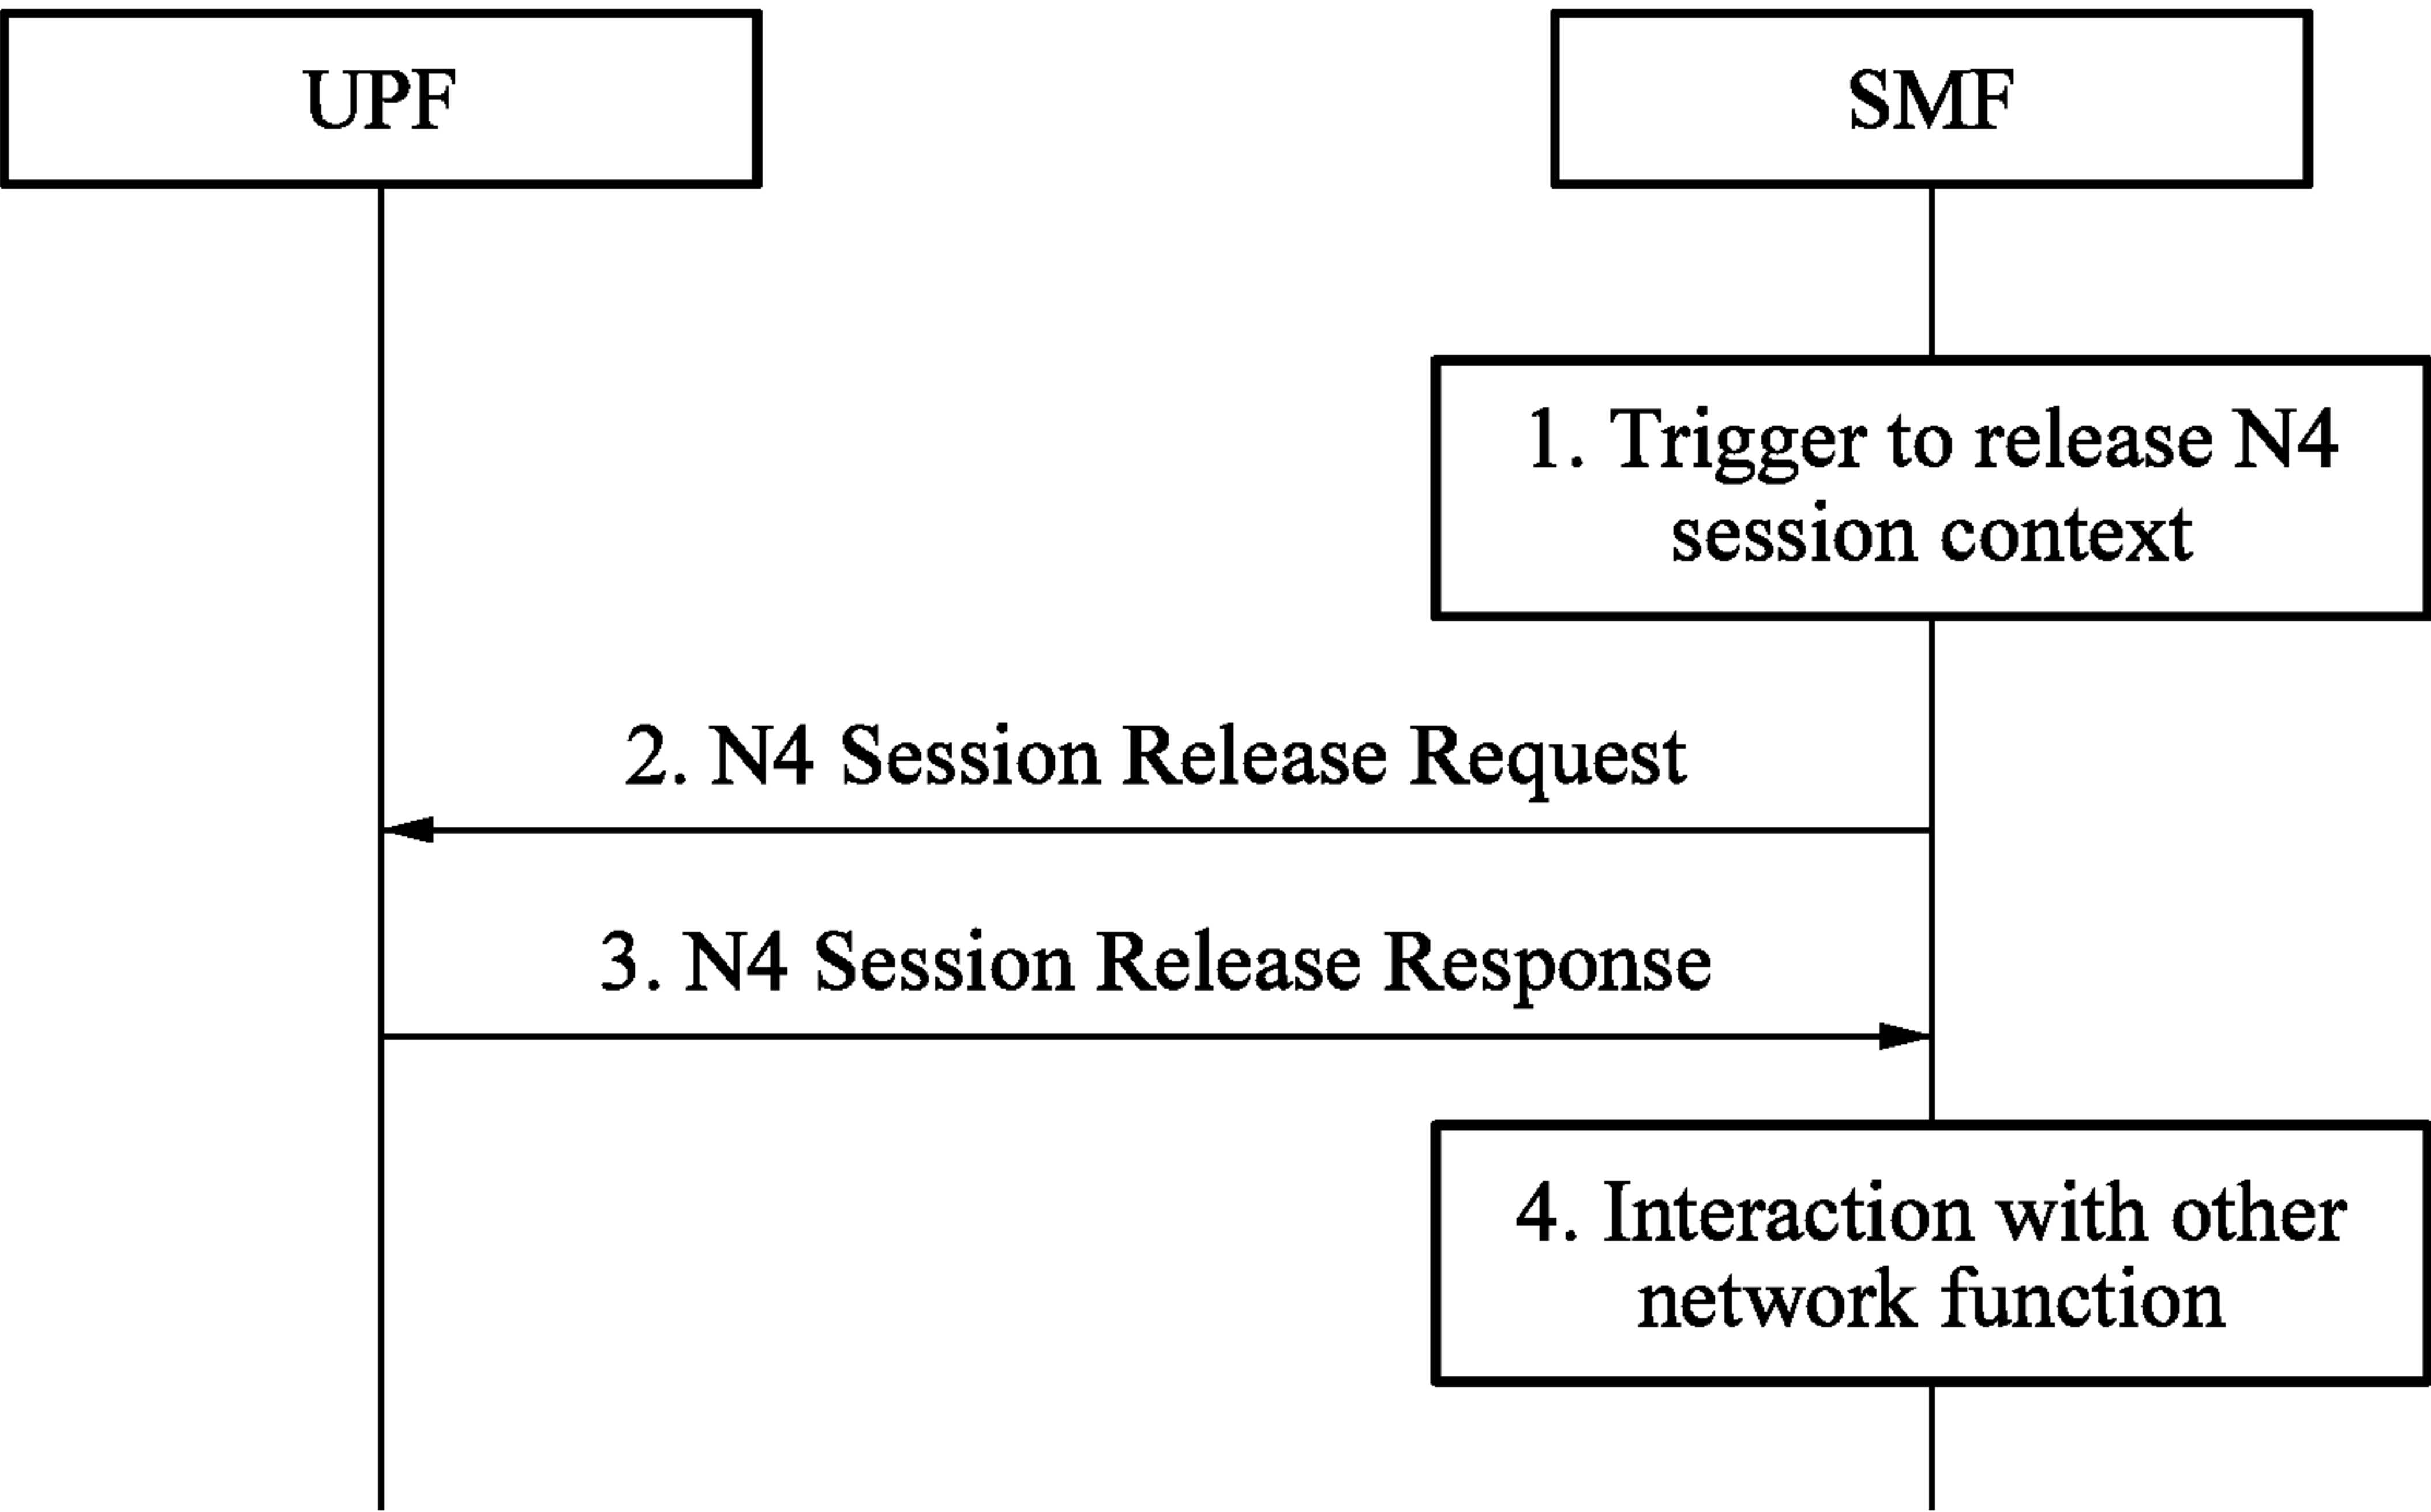 UPF
SMF
1. Trigger to release N4
session context
2. N4 Session Release Request
3. N4 Session Release Response
4. Interaction with other
network function